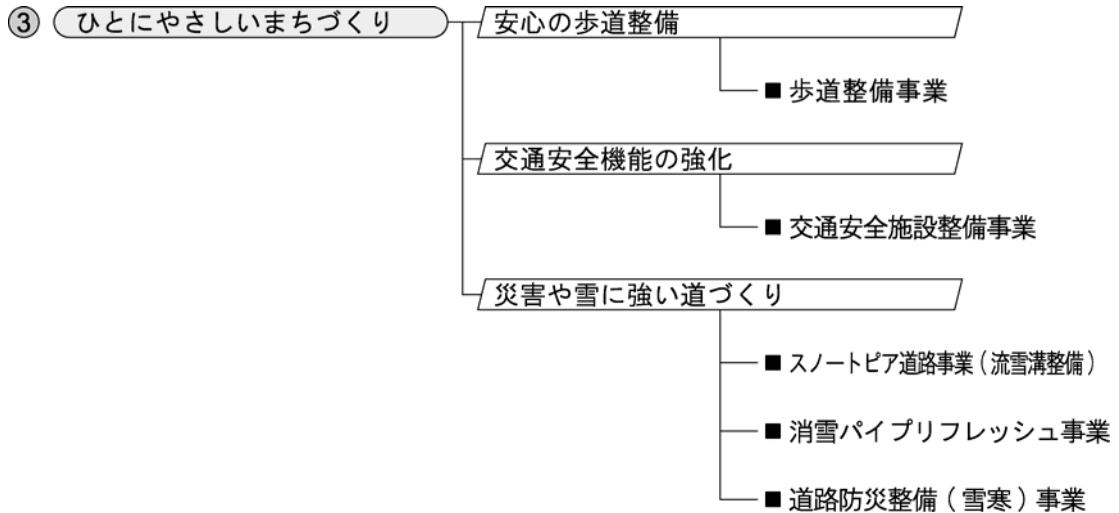 ③ ひとにやさしいまちづくり
安心の歩道整備
■ 歩道整備事業
交通安全機能の強化
■ 交通安全施設整備事業
災害や雪に強い道づくり
■ スノートピア道路事業(流雪溝整備)
■ 消雪パイプリフレッシュ事業
■ 道路防災整備(雪寒)事業